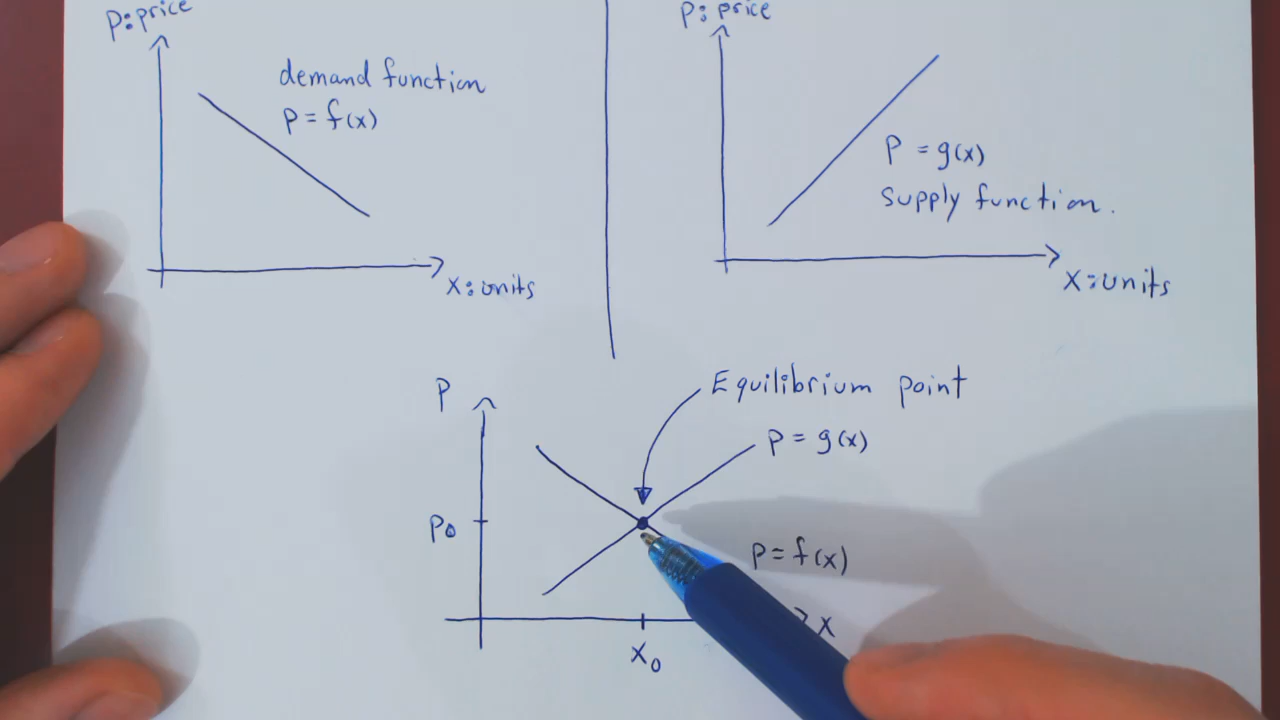 P: price
demand function
P = f(x)
x: units
P: price
P = g(x)
supply function.
x: units
P
Equilibrium point
P = g(x)
P0
P = f(x)
x
x0